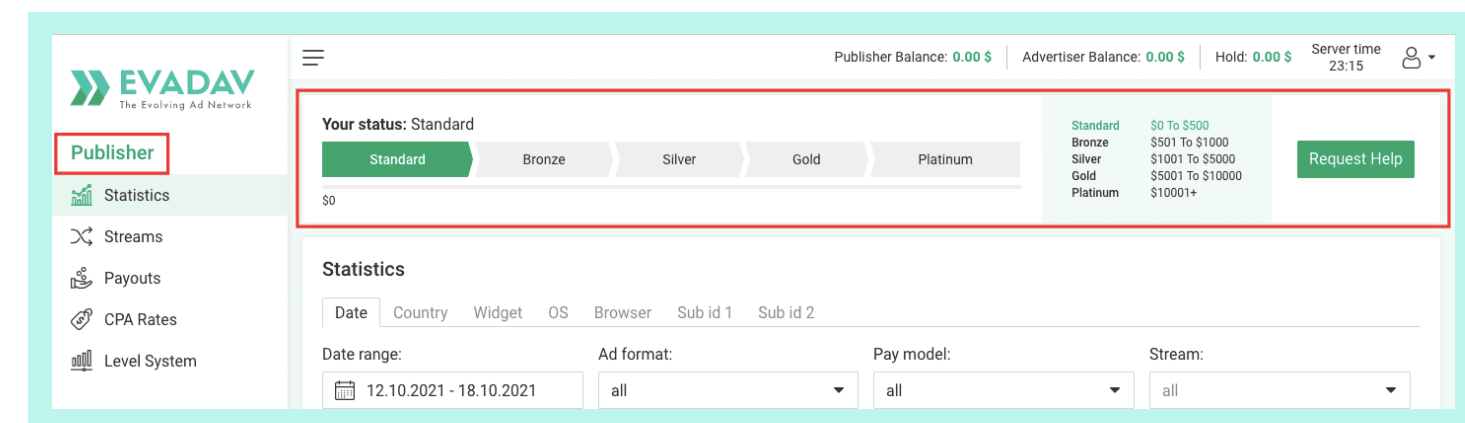 EVADAV
The Evolving Ad Network
Publisher
Statistics
Streams
Payouts
CPA Rates
Level System
Publisher Balance: 0.00 $ Advertiser Balance: 0.00 $ Hold: 0.00 $ Server time
23:15
Your status: Standard
Standard Bronze Silver Gold Platinum
$0
Standard $0 To $500
Bronze $501 To $1000
Silver $1001 To $5000
Gold $5001 To $10000
Platinum $10001+
Request Help
Statistics
Date Country Widget OS Browser Sub id 1 Sub id 2
Date range: Ad format: Pay model: Stream:
12.10.2021 - 18.10.2021 all all all